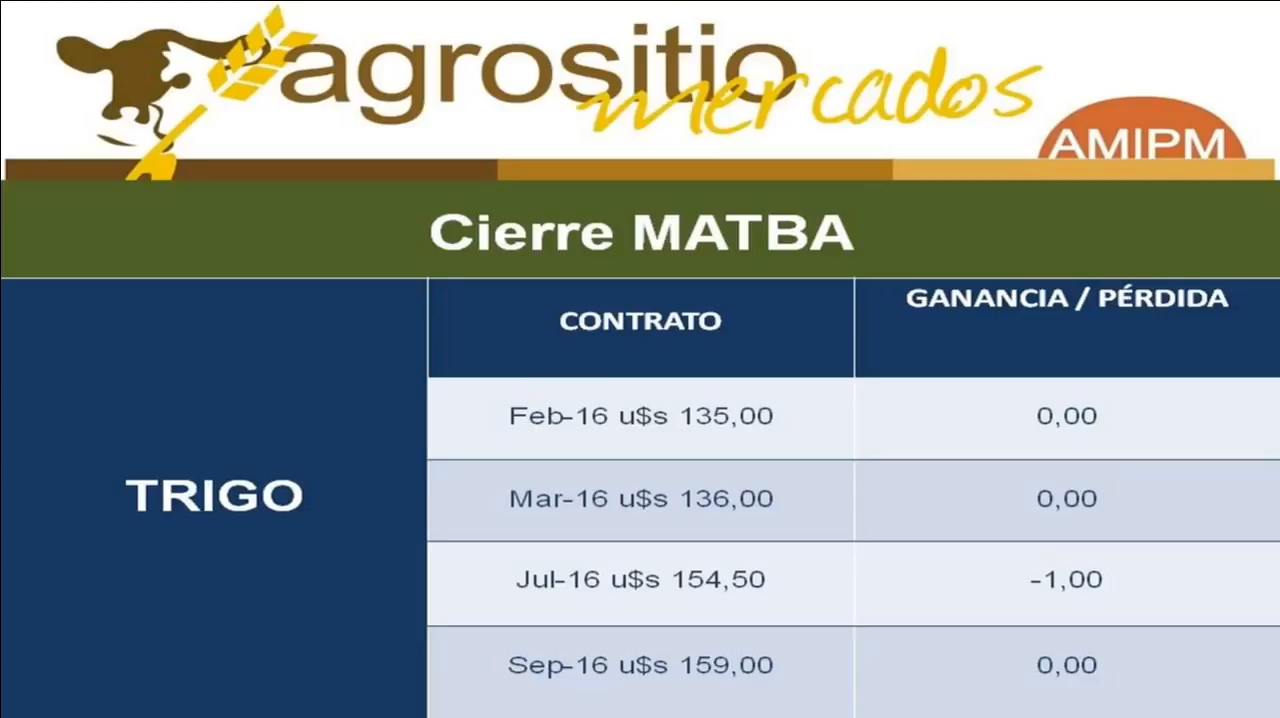 agrositio
mercados
AMIPM
Cierre MATBA
TRIGO
CONTRATO
GANANCIA / PÉRDIDA
Feb-16 u$s 135,00
0,00
Mar-16 u$s 136,00
0,00
Jul-16 u$s 154,50
-1,00
Sep-16 u$s 159,00
0,00